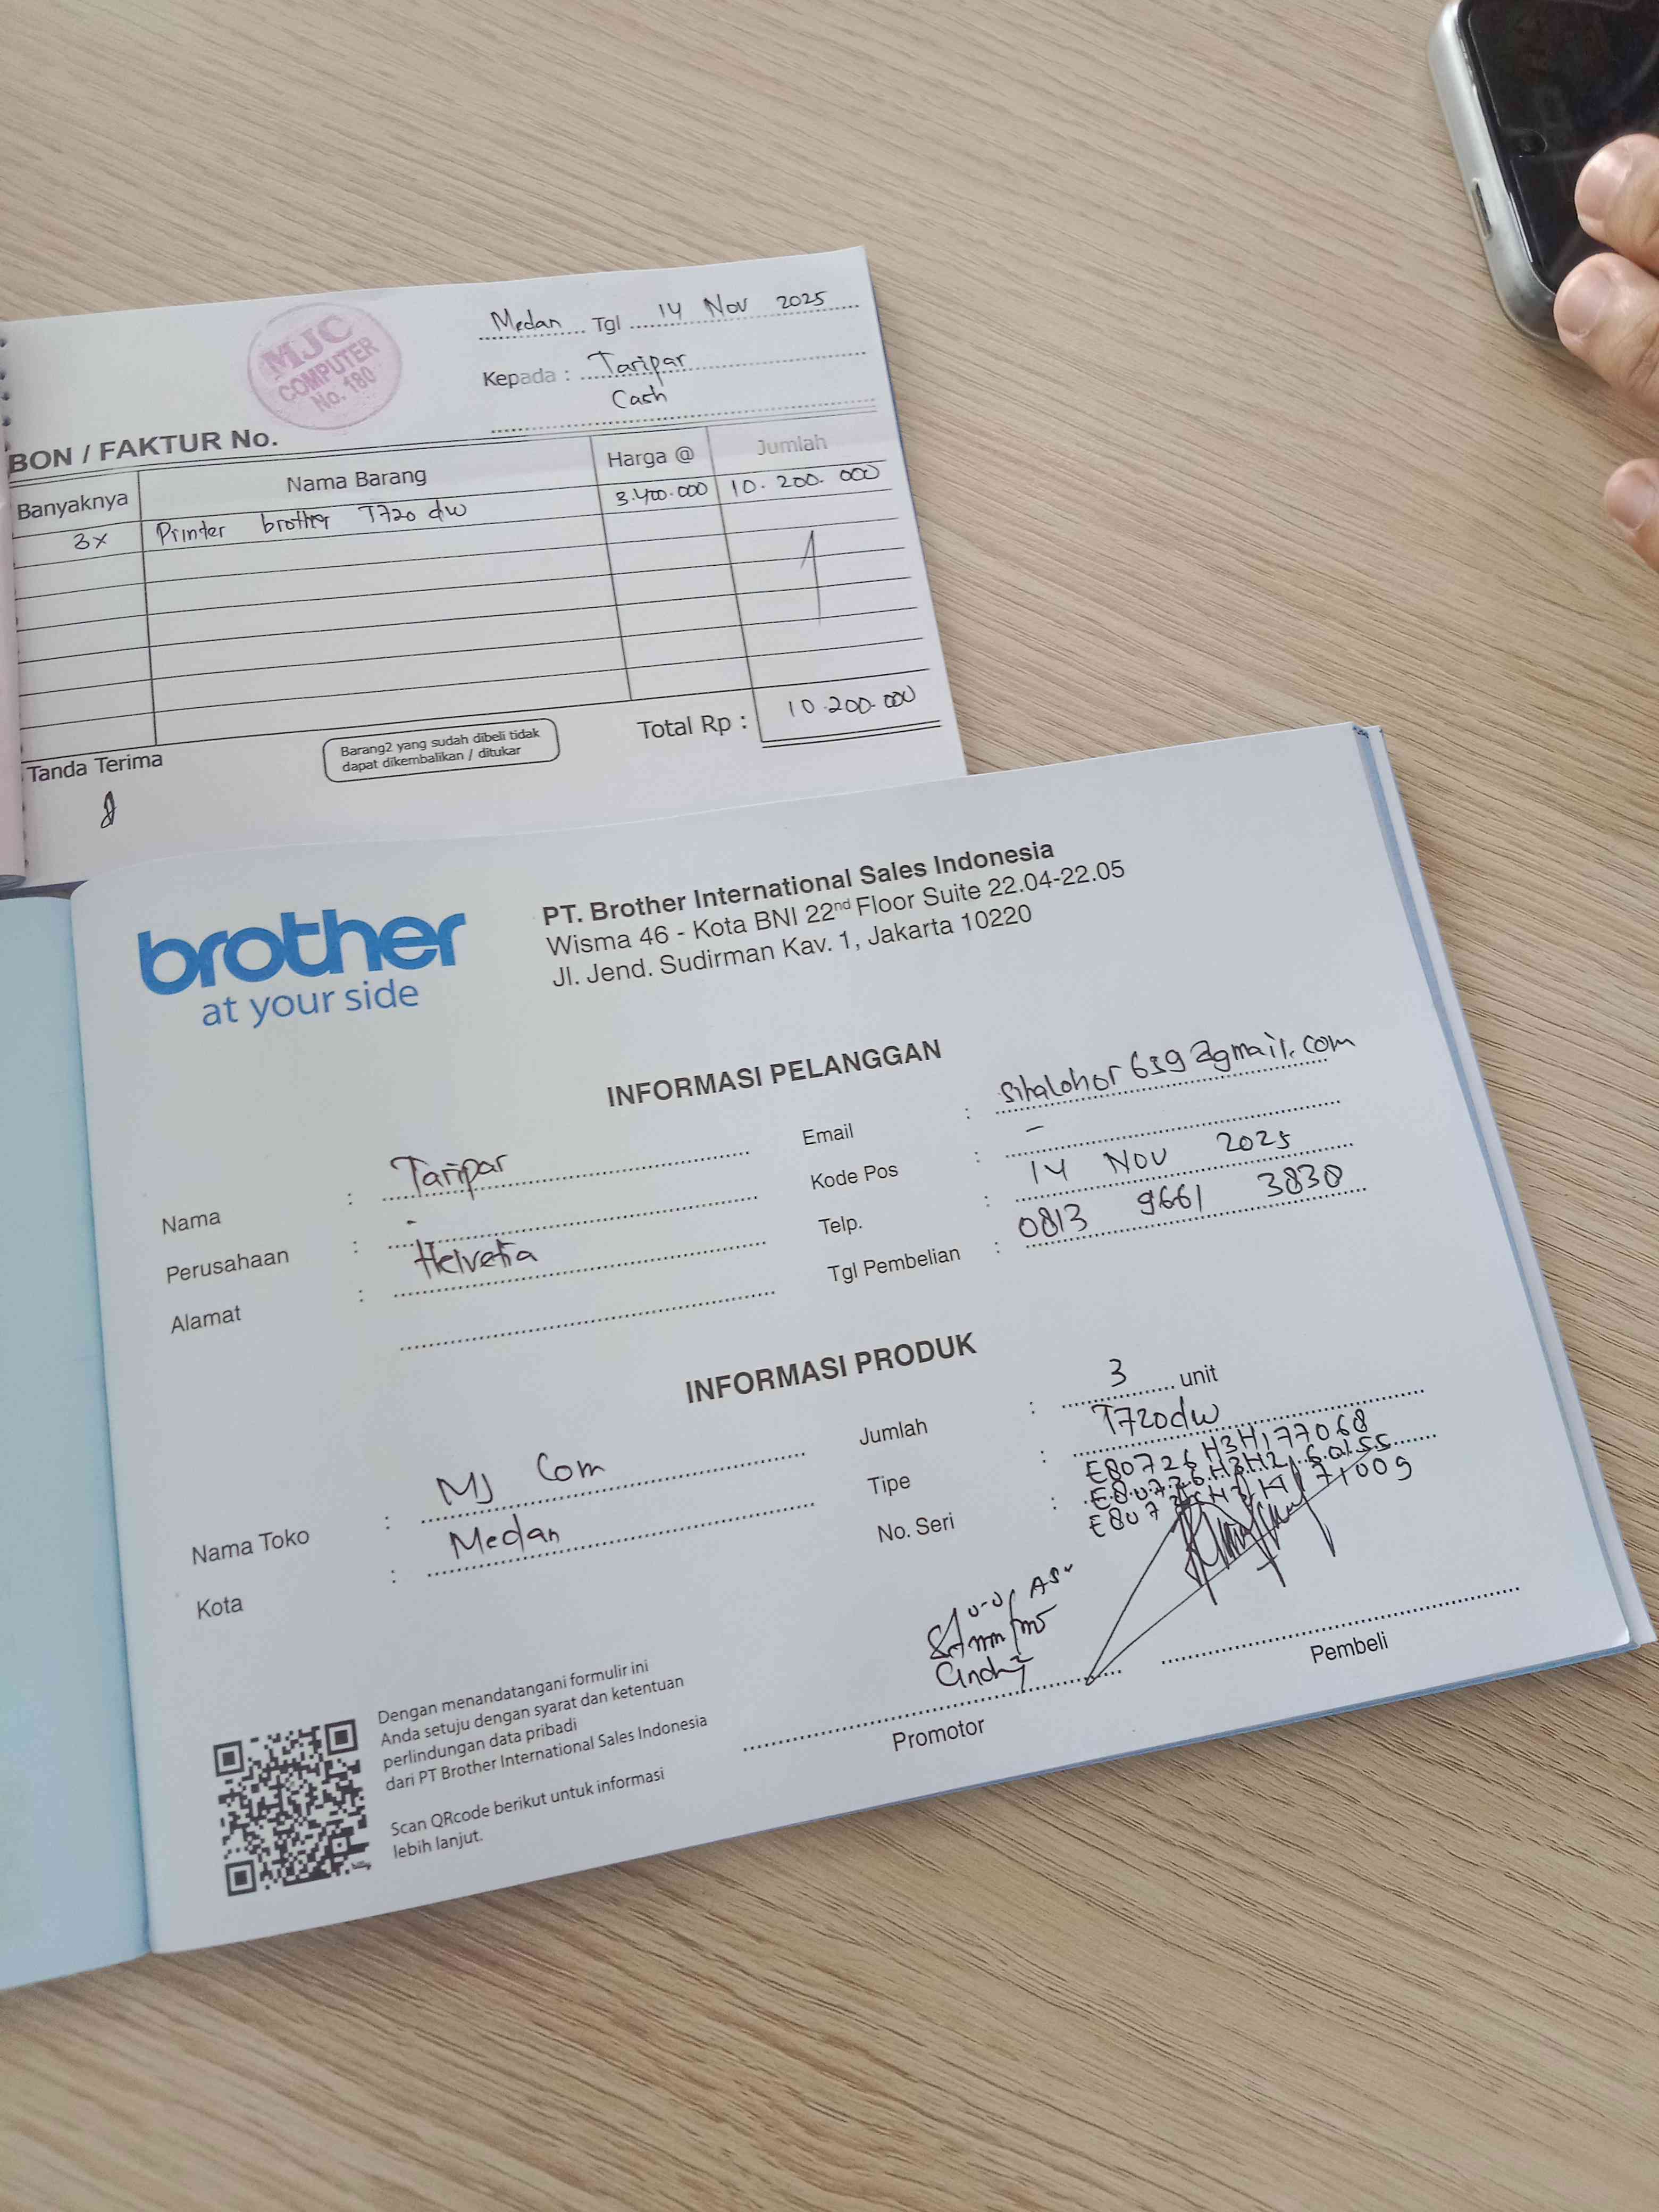 MJC
COMPUTER
No. 180
Medan Tgl 14 Nov 2025
Kepada : Taripar
Cash
BON / FAKTUR No.
Banyaknya Nama Barang Harga @ Jumlah
3x Printer brother T720 dw 3.400.000 10.200.000
Total Rp : 10.200.000
Tanda Terima
Barang2 yang sudah dibeli tidak
dapat dikembalikan / ditukar
brother
at your side
PT. Brother International Sales Indonesia
Wisma 46 - Kota BNI 22nd Floor Suite 22.04-22.05
Jl. Jend. Sudirman Kav. 1, Jakarta 10220
INFORMASI PELANGGAN
Nama : Taripar
Perusahaan : -
Alamat : Helvetia
Email : sihalohor659@gmail.com
Kode Pos : -
Telp. : 14 Nov 2025
Tgl Pembelian : 0813 9661 3830
INFORMASI PRODUK
Nama Toko : MJ Com
Kota : Medan
Jumlah : 3 unit
Tipe : T720dw
No. Seri : E80726H3H177068
Promotor
Pembeli
Dengan menandatangani formulir ini
Anda setuju dengan syarat dan ketentuan
perlindungan data pribadi
dari PT Brother International Sales Indonesia
Scan QRcode berikut untuk informasi
lebih lanjut.